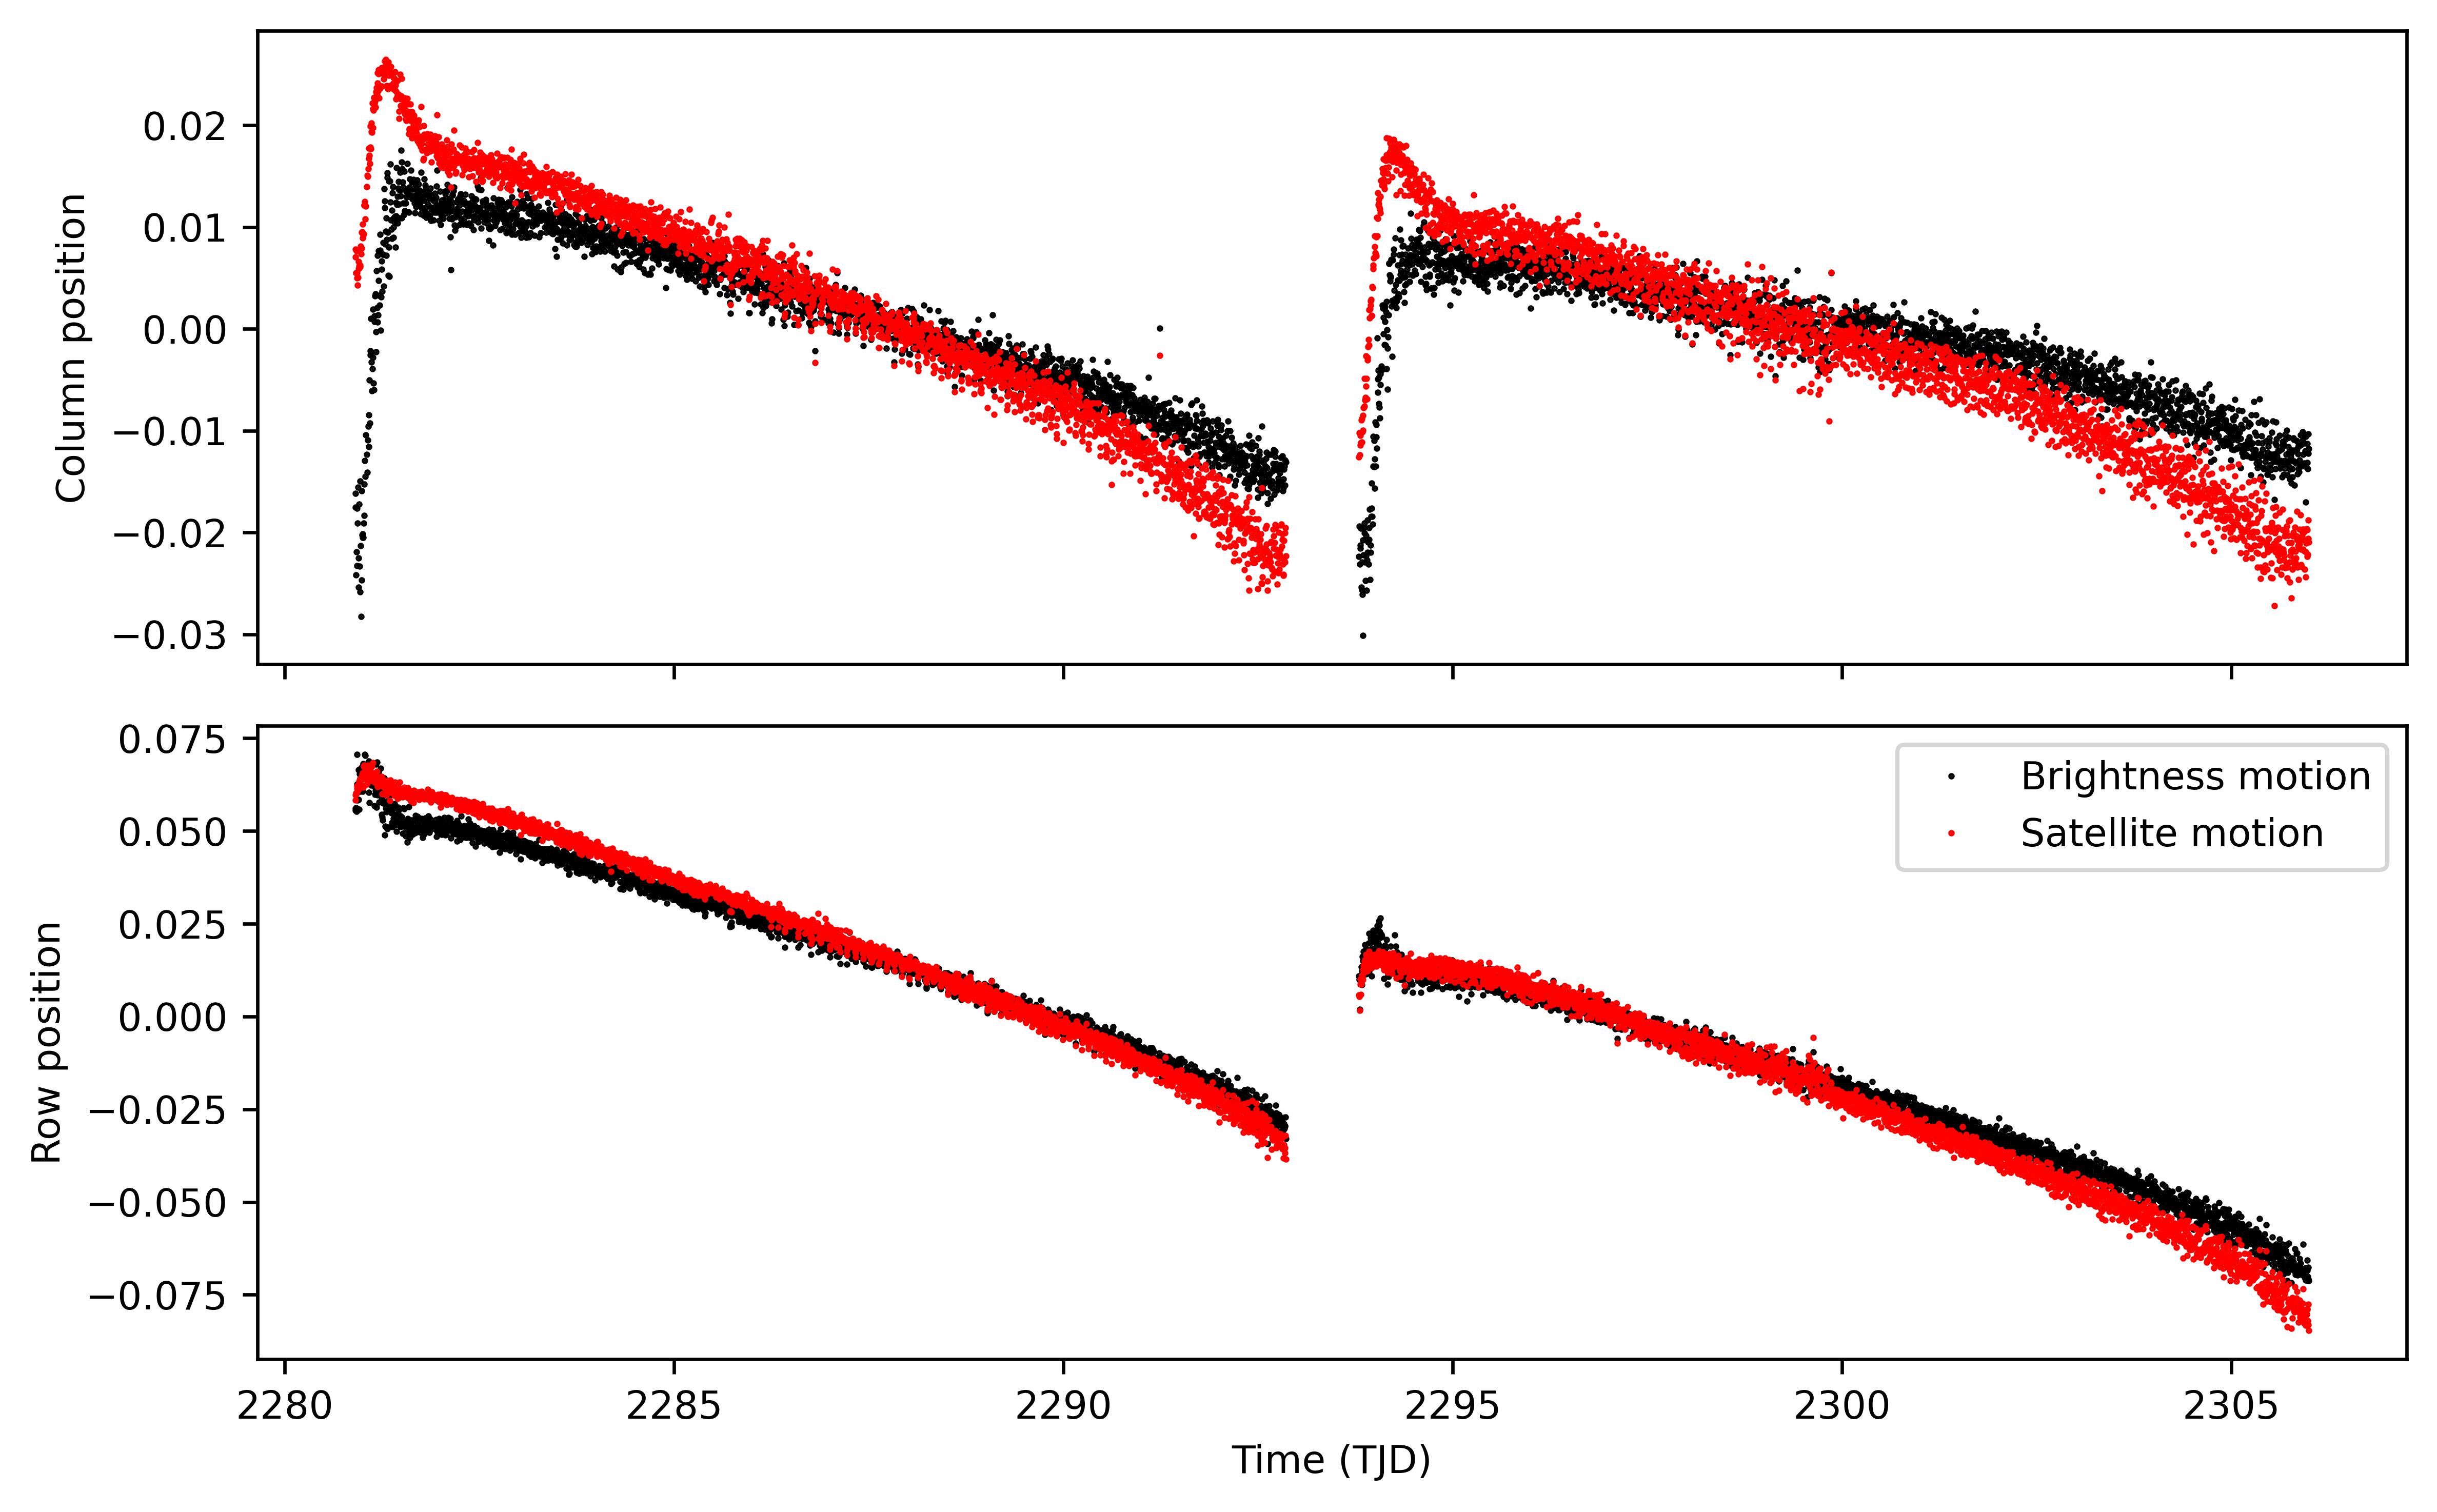 0.02
0.01
0.00
−0.01
−0.02
−0.03
Column position
0.075
0.050
0.025
0.000
−0.025
−0.050
−0.075
Row position
Brightness motion
Satellite motion
2280 2285 2290 2295 2300 2305
Time (TJD)